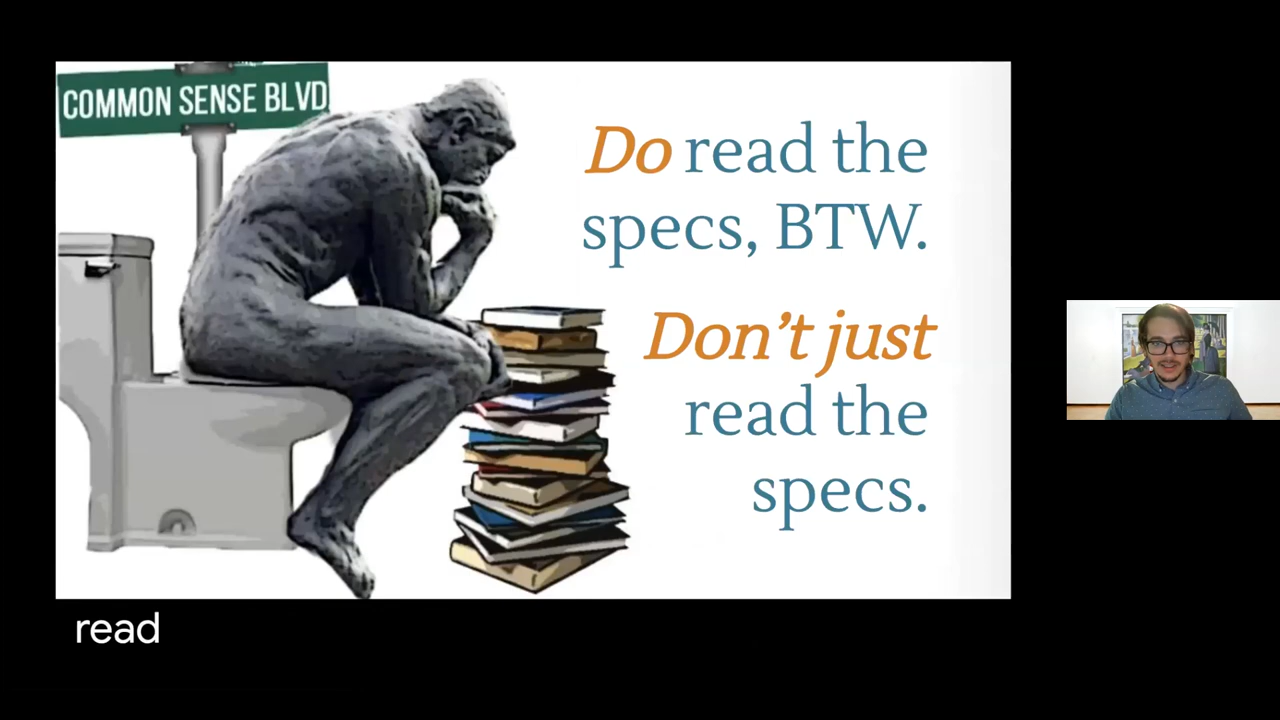 COMMON SENSE BLVD
Do read the
specs, BTW.
Don't just
read the
specs.
read